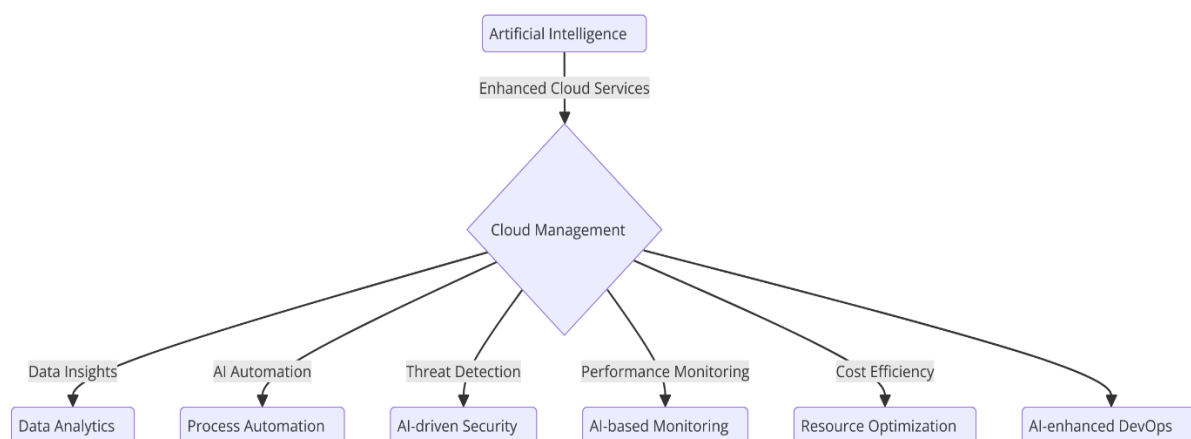 Artificial Intelligence
Enhanced Cloud Services
Cloud Management
Data Insights
AI Automation
Threat Detection
Performance Monitoring
Cost Efficiency
Data Analytics
Process Automation
AI-driven Security
AI-based Monitoring
Resource Optimization
AI-enhanced DevOps